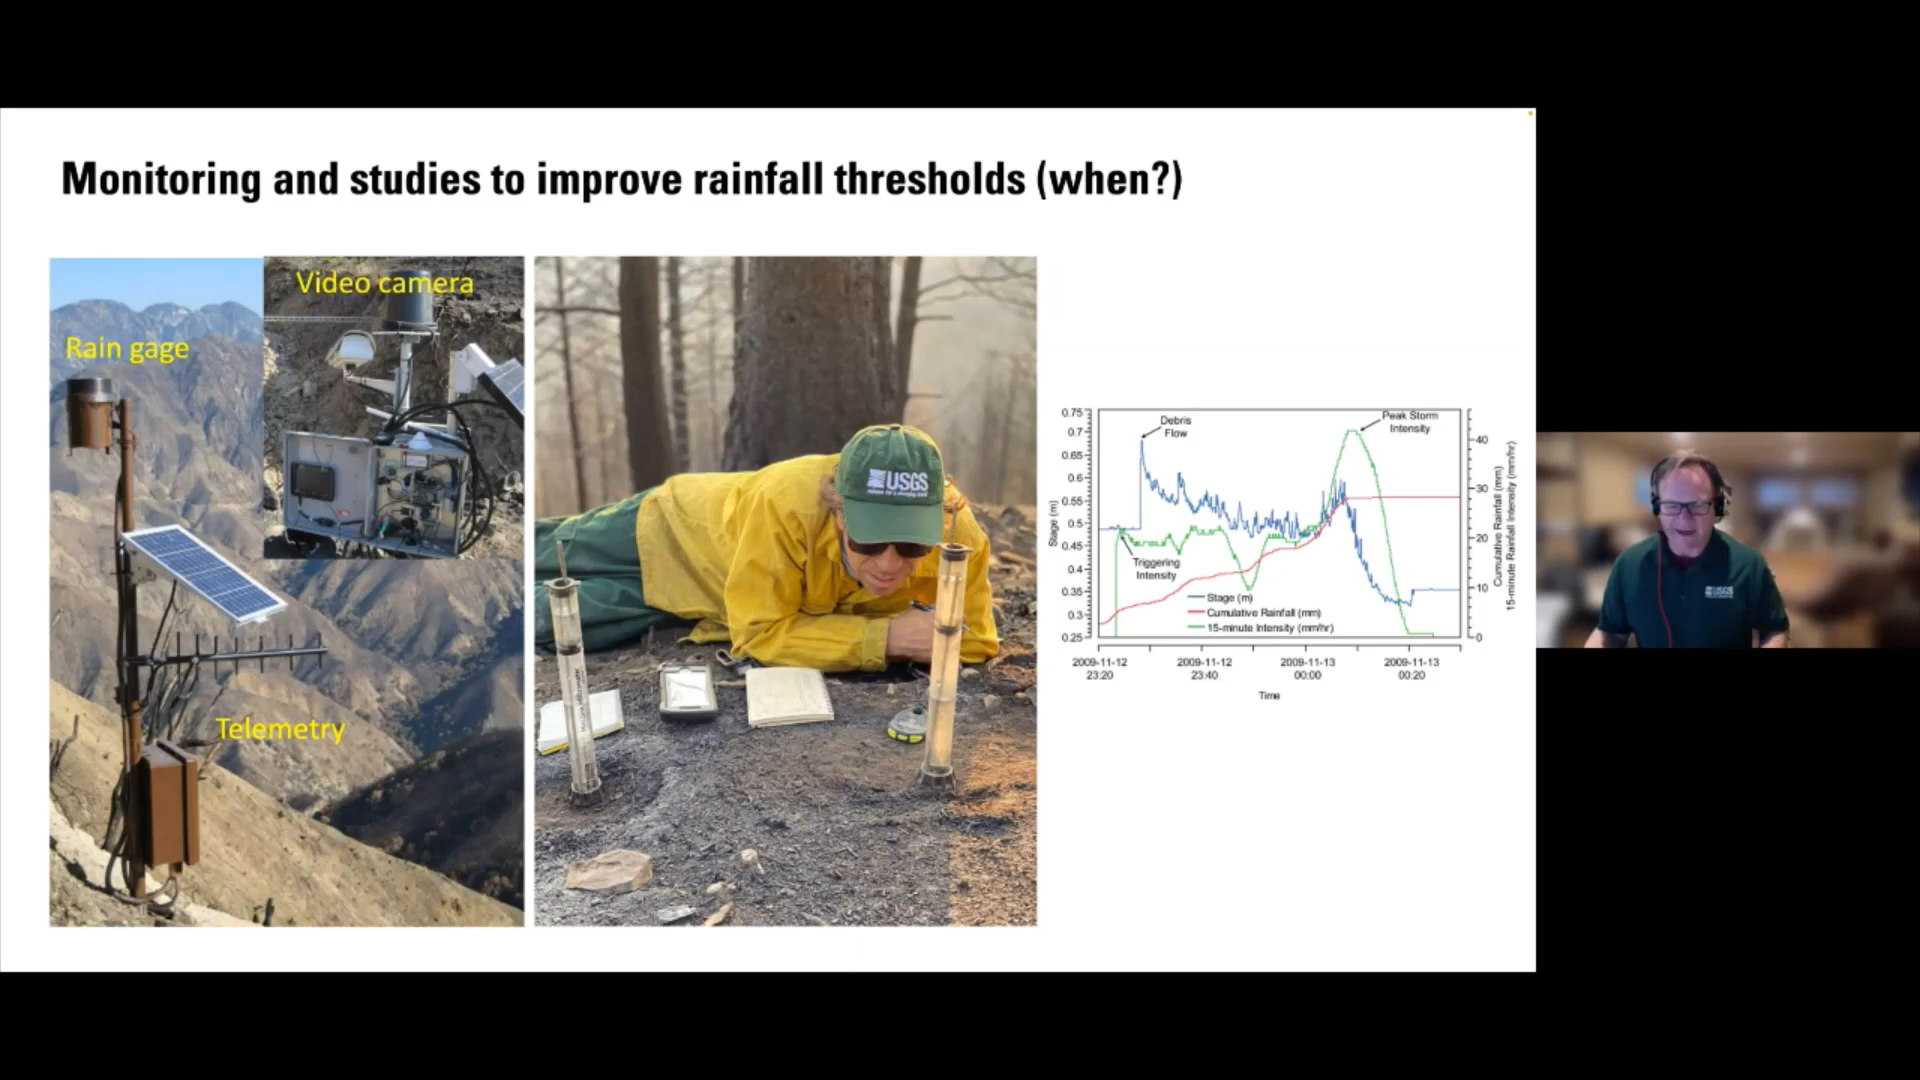 Monitoring and studies to improve rainfall thresholds (when?)
Video camera
Rain gage
Telemetry
USGS
0.75
0.7
0.65
0.6
0.55
0.5
0.45
0.4
0.35
0.3
0.25
Stage (m)
Debris
Flow
Peak Storm
Intensity
Triggering
Intensity
Stage (m)
Cumulative Rainfall (mm)
15-minute Intensity (mm/hr)
40
30
20
10
0
Cumulative Rainfall (mm)
15-minute Rainfall Intensity (mm/hr)
2009-11-12
23:20
2009-11-12
23:40
2009-11-13
00:00
2009-11-13
00:20
Time
USGS